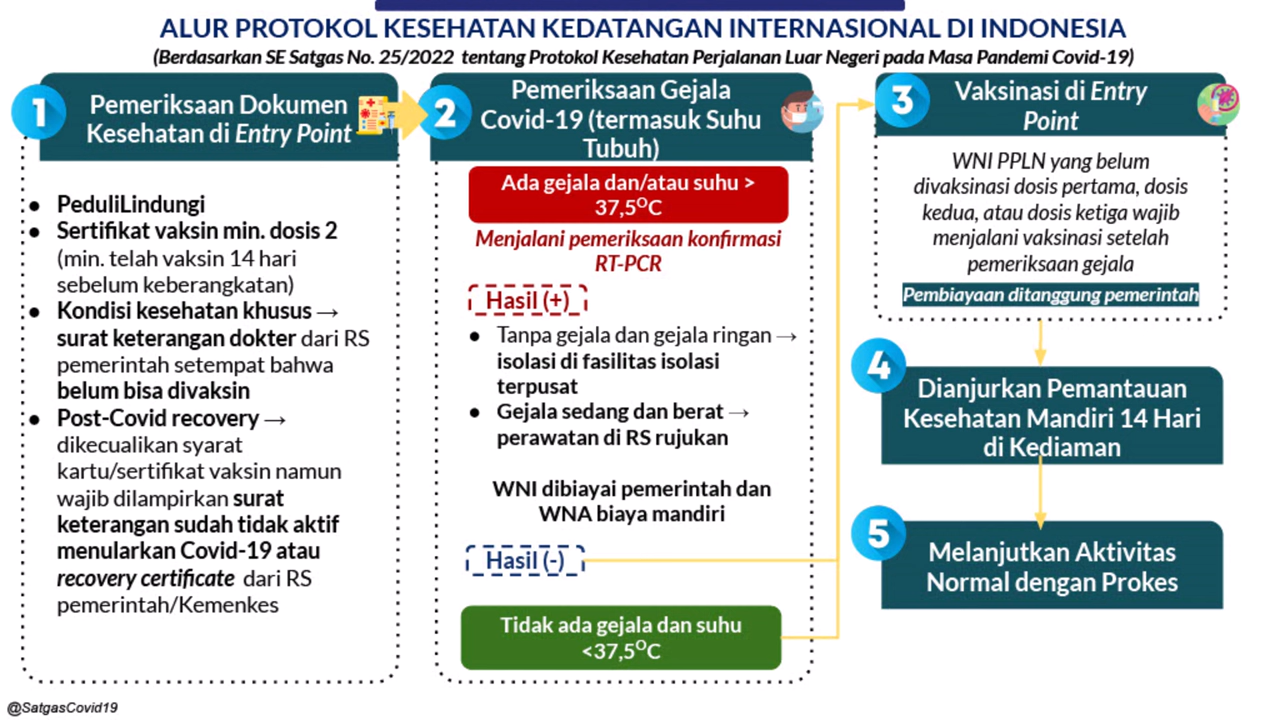 ALUR PROTOKOL KESEHATAN KEDATANGAN INTERNASIONAL DI INDONESIA
(Berdasarkan SE Satgas No. 25/2022 tentang Protokol Kesehatan Perjalanan Luar Negeri pada Masa Pandemi Covid-19)
1
Pemeriksaan Dokumen
Kesehatan di Entry Point
● PeduliLindungi
● Sertifikat vaksin min. dosis 2
(min. telah vaksin 14 hari
sebelum keberangkatan)
● Kondisi kesehatan khusus →
surat keterangan dokter dari RS
pemerintah setempat bahwa
belum bisa divaksin
● Post-Covid recovery →
dikecualikan syarat
kartu/sertifikat vaksin namun
wajib dilampirkan surat
keterangan sudah tidak aktif
menularkan Covid-19 atau
recovery certificate dari RS
pemerintah/Kemenkes
2
Pemeriksaan Gejala
Covid-19 (termasuk Suhu
Tubuh)
Ada gejala dan/atau suhu >
37,5ᴼC
Menjalani pemeriksaan konfirmasi
RT-PCR
Hasil (+)
● Tanpa gejala dan gejala ringan →
isolasi di fasilitas isolasi
terpusat
● Gejala sedang dan berat →
perawatan di RS rujukan
WNI dibiayai pemerintah dan
WNA biaya mandiri
Hasil (-)
Tidak ada gejala dan suhu
<37,5ᴼC
3
Vaksinasi di Entry
Point
WNI PPLN yang belum
divaksinasi dosis pertama, dosis
kedua, atau dosis ketiga wajib
menjalani vaksinasi setelah
pemeriksaan gejala
Pembiayaan ditanggung pemerintah
4
Dianjurkan Pemantauan
Kesehatan Mandiri 14 Hari
di Kediaman
5
Melanjutkan Aktivitas
Normal dengan Prokes
@SatgasCovid19